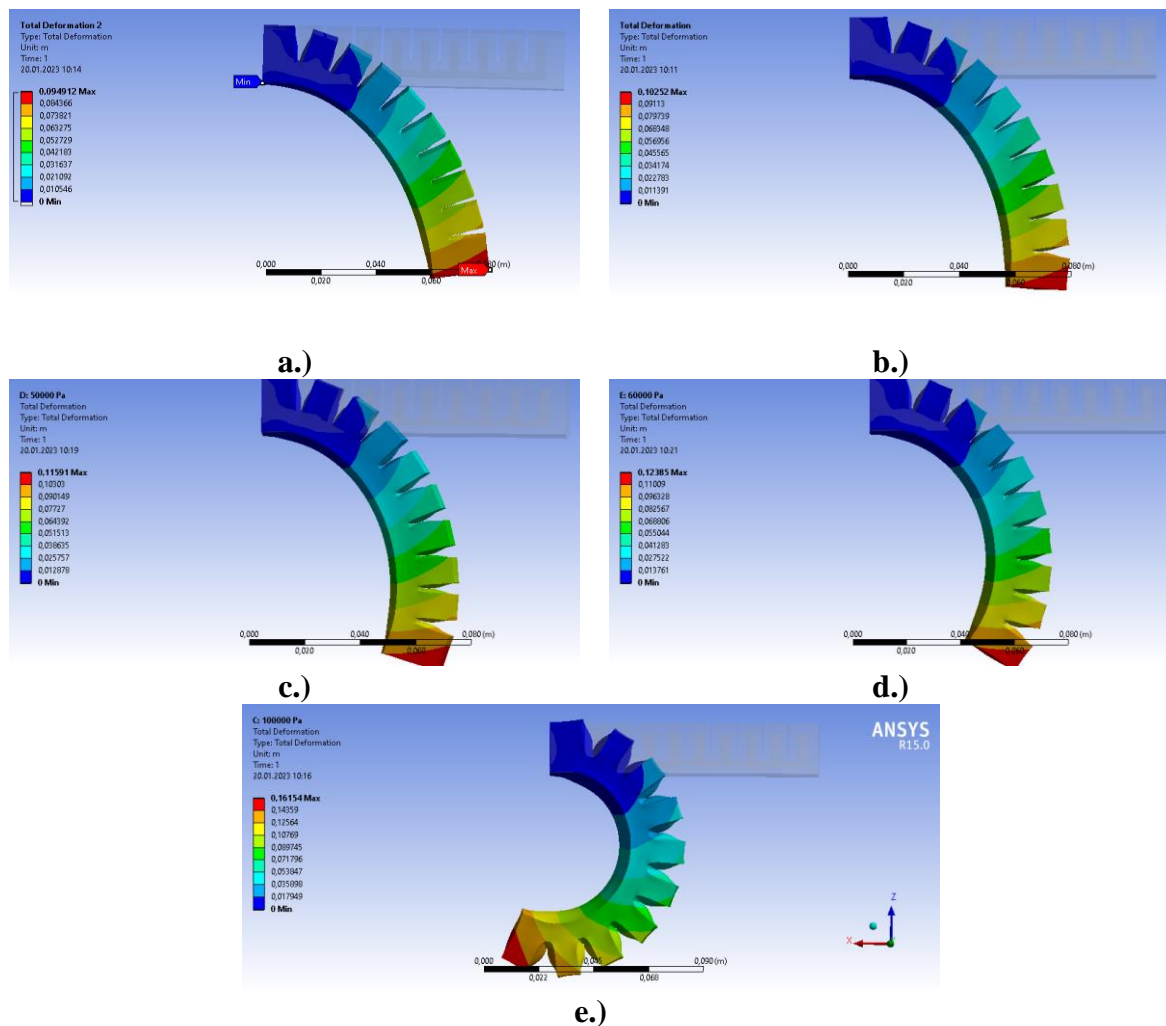 Total Deformation 2
Type: Total Deformation
Unit: m
Time: 1
20.01.2023 10:14
0,094912 Max
0,084366
0,073821
0,063275
0,052729
0,042183
0,031637
0,021092
0,010546
0 Min
Min
Max
0,000
0,040
0,080 (m)
0,020
0,060
a.)
Total Deformation
Type: Total Deformation
Unit: m
Time: 1
20.01.2023 10:11
0,10252 Max
0,09113
0,079739
0,068348
0,056956
0,045565
0,034174
0,022783
0,011391
0 Min
0,000
0,040
0,080 (m)
0,020
0,060
b.)
D: 50000 Pa
Total Deformation
Type: Total Deformation
Unit: m
Time: 1
20.01.2023 10:19
0,11591 Max
0,10303
0,090149
0,07727
0,064392
0,051513
0,038635
0,025757
0,012878
0 Min
0,000
0,040
0,080 (m)
0,020
0,060
c.)
E: 60000 Pa
Total Deformation
Type: Total Deformation
Unit: m
Time: 1
20.01.2023 10:21
0,12385 Max
0,11009
0,096328
0,082567
0,068806
0,055044
0,041283
0,027522
0,013761
0 Min
0,000
0,040
0,080 (m)
0,020
0,060
d.)
C: 100000 Pa
Total Deformation
Type: Total Deformation
Unit: m
Time: 1
20.01.2023 10:16
0,16154 Max
0,14359
0,12564
0,10769
0,089745
0,071796
0,053847
0,035898
0,017949
0 Min
ANSYS
R15.0
Z
X
0,000
0,045
0,090 (m)
0,022
0,068
e.)